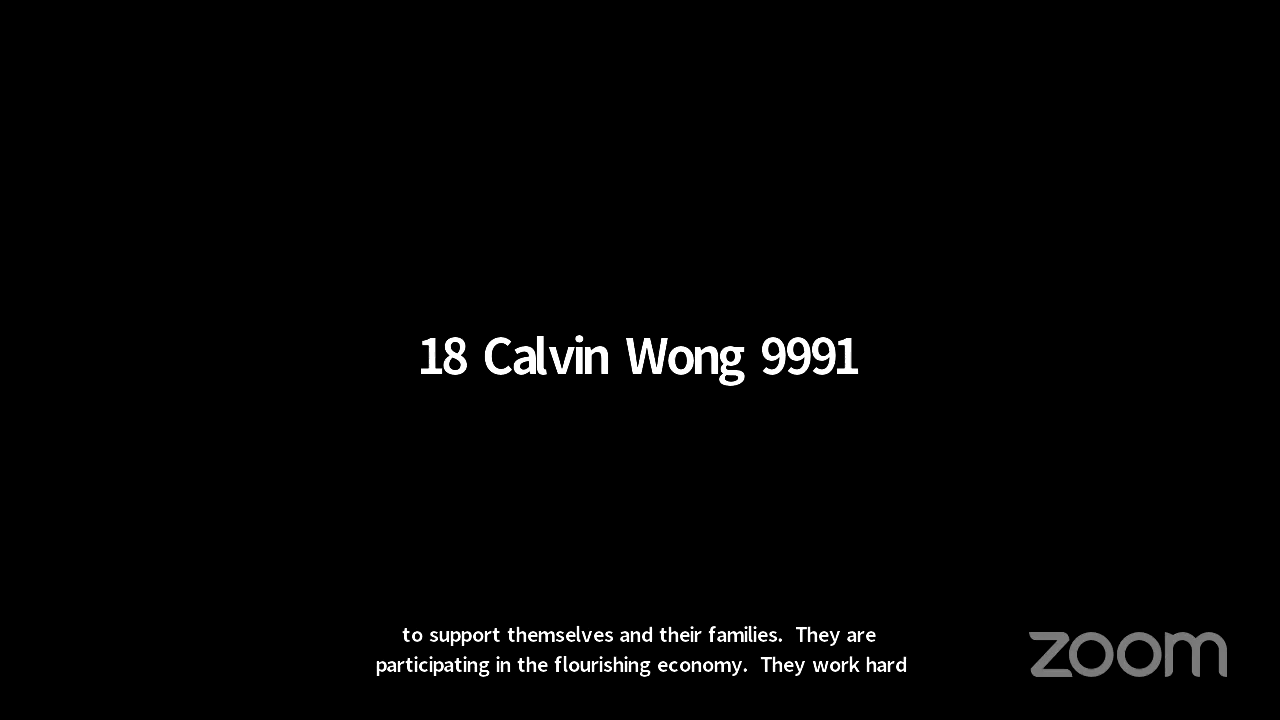 18 Calvin Wong 9991
to support themselves and their families.  They are
participating in the flourishing economy.  They work hard
zoom